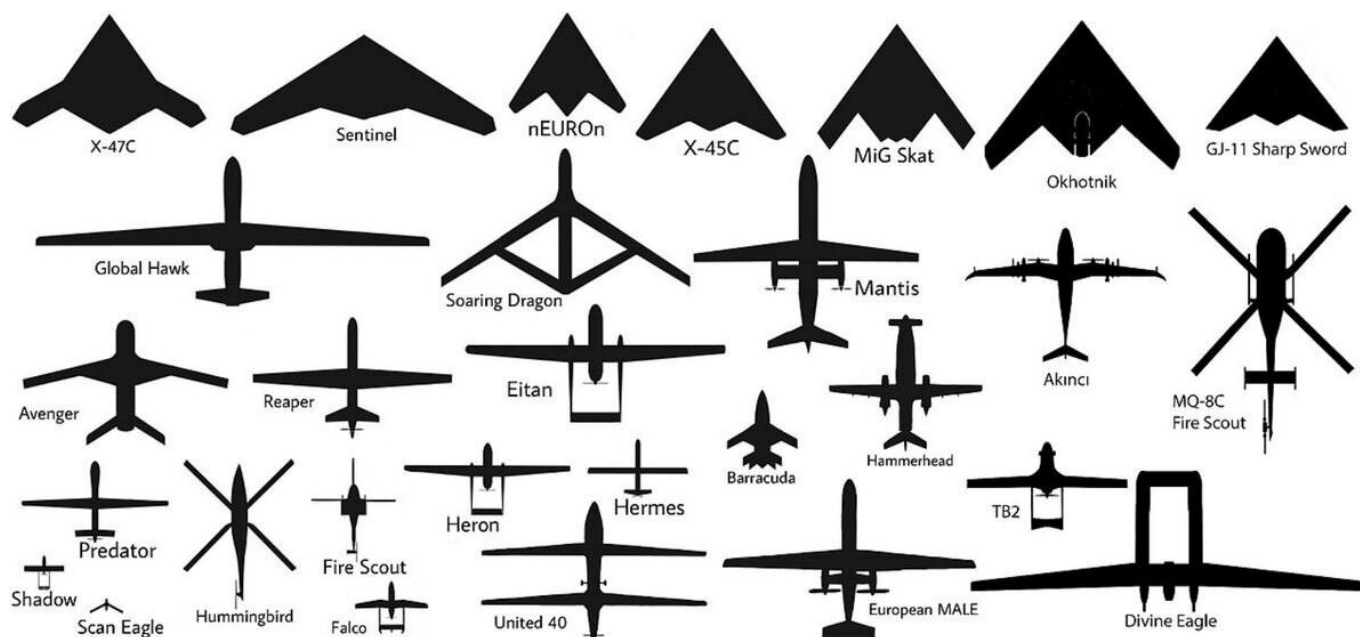 X-47C
Sentinel
nEUROn
X-45C
MiG Skat
Okhotnik
GJ-11 Sharp Sword
Global Hawk
Soaring Dragon
Mantis
Akıncı
MQ-8C
Fire Scout
Avenger
Reaper
Eitan
Barracuda
Hammerhead
Predator
Hummingbird
Fire Scout
Heron
Hermes
TB2
Shadow
Scan Eagle
Falco
United 40
European MALE
Divine Eagle